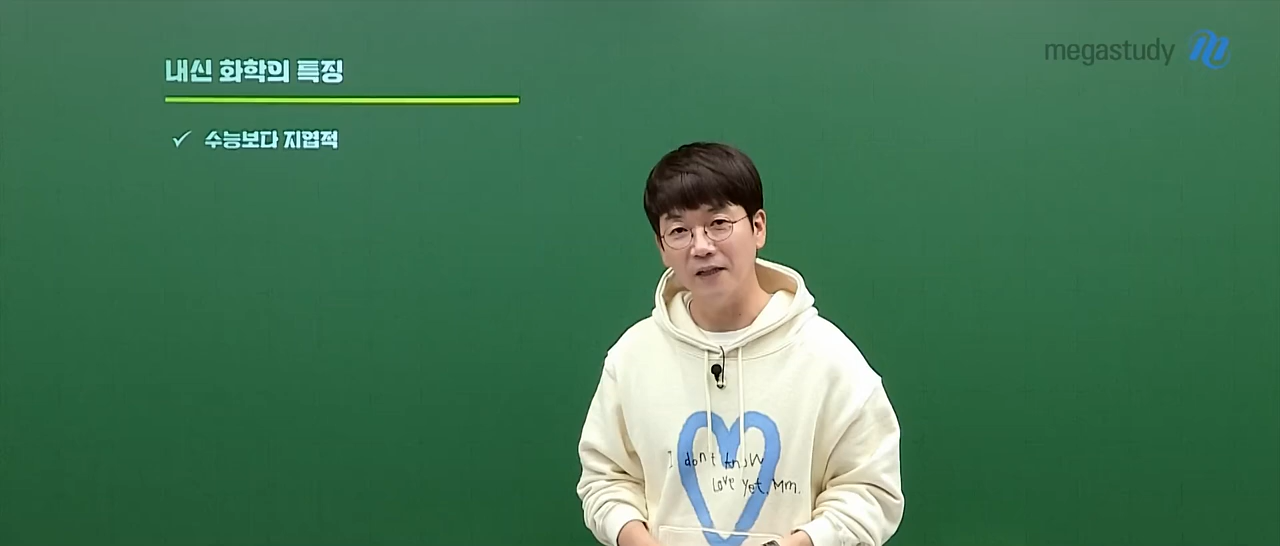 내신 화학의 특징
megastudy
✓ 수능보다 지엽적
I don't know
Love yet. Mm.